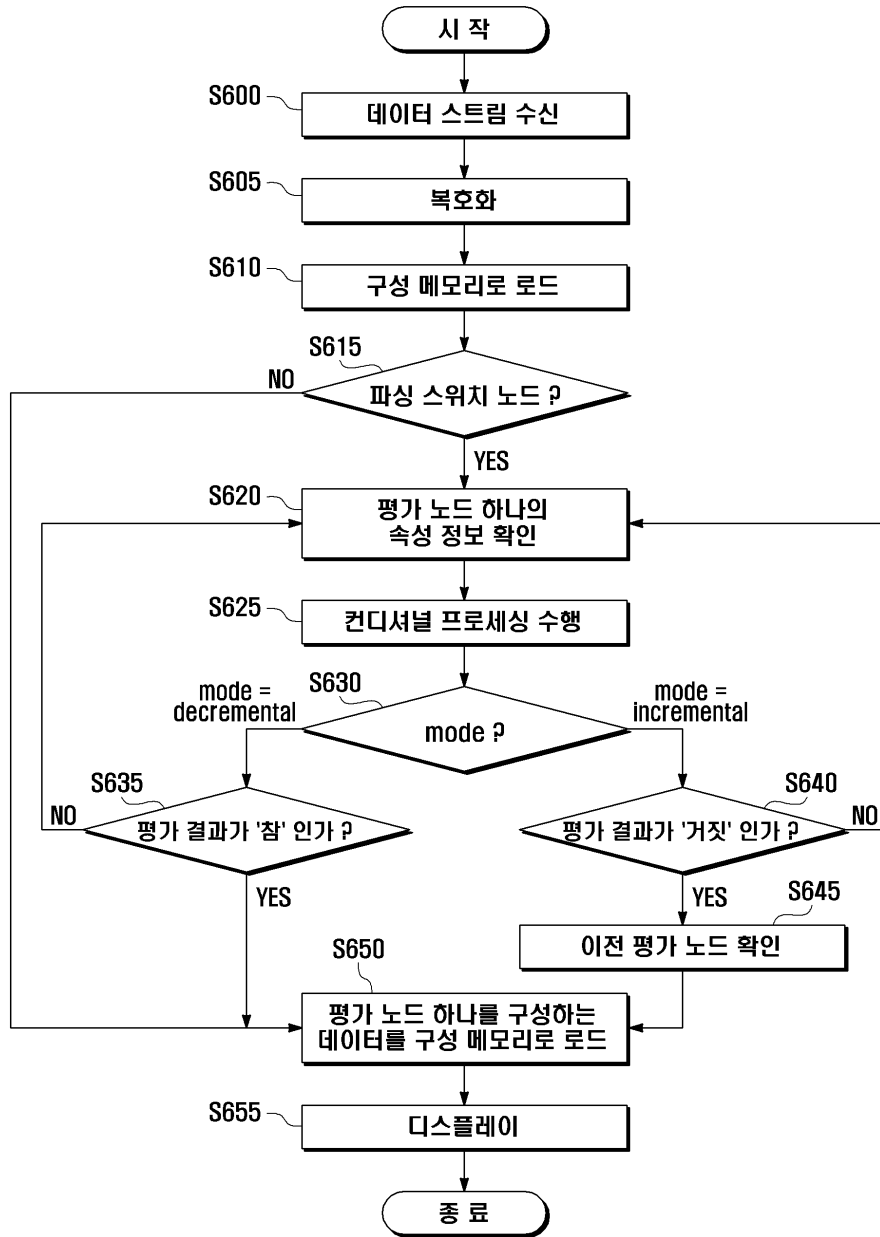 시 작
S600
데이터 스트림 수신
S605
복호화
S610
구성 메모리로 로드
S615
NO
파싱 스위치 노드 ?
YES
S620
평가 노드 하나의
속성 정보 확인
S625
컨디셔널 프로세싱 수행
S630
mode =
decremental
mode ?
mode =
incremental
S635
NO
평가 결과가 '참' 인가 ?
YES
S640
평가 결과가 '거짓' 인가 ?
NO
YES
S645
이전 평가 노드 확인
S650
평가 노드 하나를 구성하는
데이터를 구성 메모리로 로드
S655
디스플레이
종 료